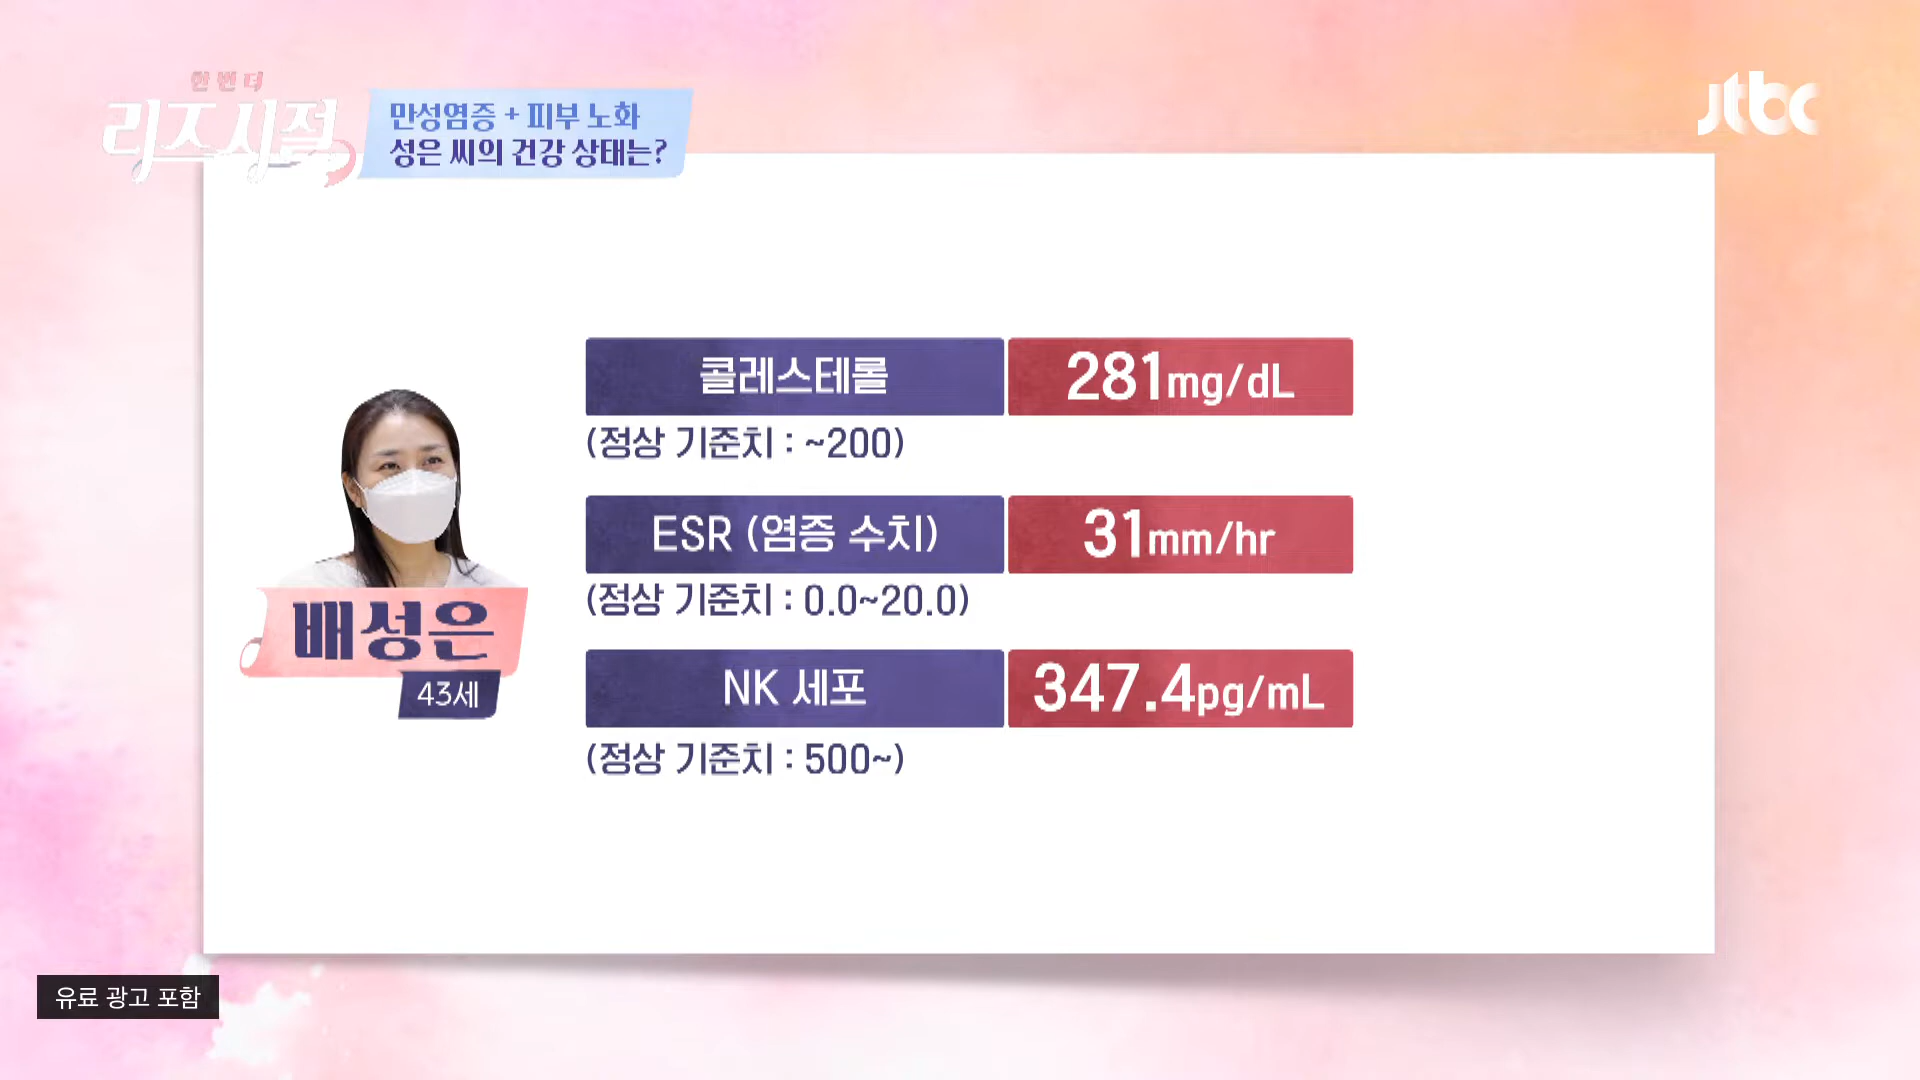 한 번 더
리즈시절
만성염증 + 피부 노화
성은 씨의 건강 상태는?
jtbc
콜레스테롤 281mg/dL
(정상 기준치 : ~200)
ESR (염증 수치) 31mm/hr
(정상 기준치 : 0.0~20.0)
NK 세포 347.4pg/mL
(정상 기준치 : 500~)
배성은
43세
유료 광고 포함